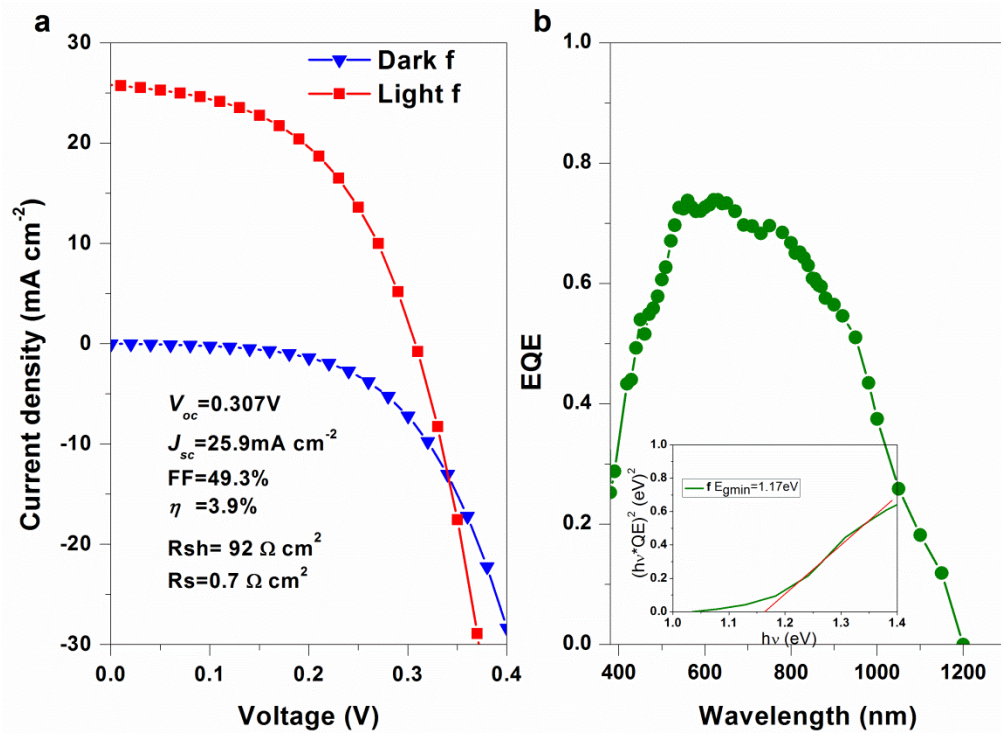 a
30
20
10
0
-10
-20
-30
Current density (mA cm⁻²)
Dark f
Light f
V_oc=0.307V
J_sc=25.9mA cm⁻²
FF=49.3%
η =3.9%
Rsh= 92 Ω cm²
Rs=0.7 Ω cm²
0.0 0.1 0.2 0.3 0.4
Voltage (V)
b
1.0
0.8
0.6
0.4
0.2
0.0
EQE
1.0
0.8
0.6
0.4
0.2
0.0
(hν*QE)² (eV)²
f E_gmin=1.17eV
1.0 1.1 1.2 1.3 1.4
hν (eV)
400 600 800 1000 1200
Wavelength (nm)